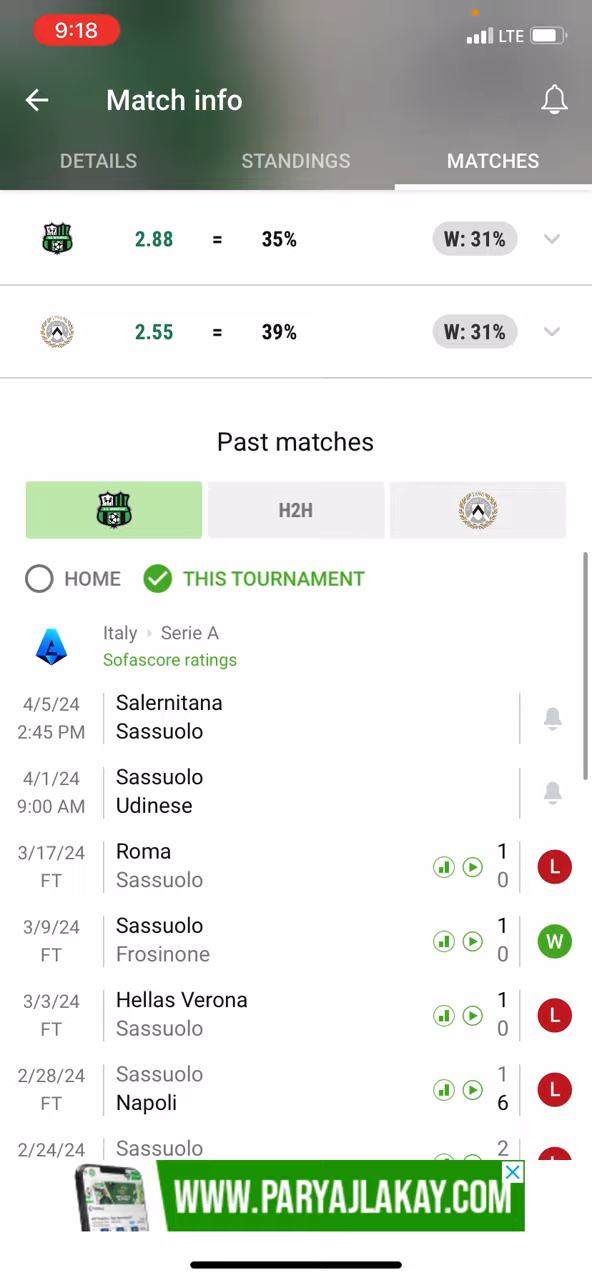 9:18
LTE
Match info
DETAILS STANDINGS MATCHES
2.88 = 35% W: 31%
2.55 = 39% W: 31%
Past matches
H2H
HOME THIS TOURNAMENT
Italy Serie A
Sofascore ratings
4/5/24 Salernitana
2:45 PM Sassuolo
4/1/24 Sassuolo
9:00 AM Udinese
3/17/24 Roma 1
FT Sassuolo 0 L
3/9/24 Sassuolo 1
FT Frosinone 0 W
3/3/24 Hellas Verona 1
FT Sassuolo 0 L
2/28/24 Sassuolo 1
FT Napoli 6 L
2/24/24 Sassuolo 2
WWW.PARYAJLAKAY.COM